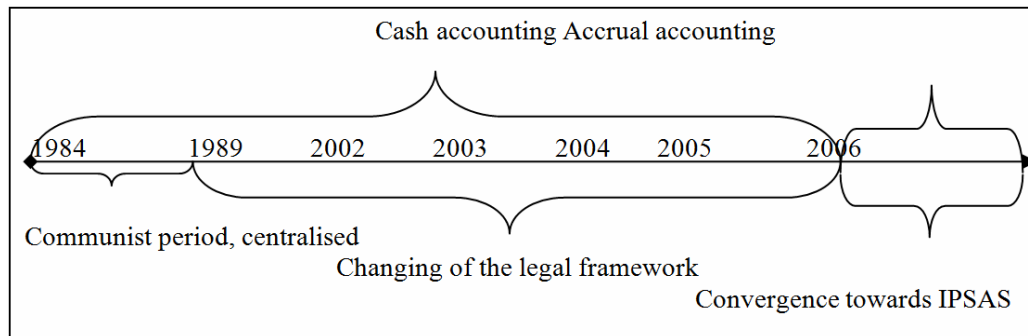 Cash accounting Accrual accounting
1984 1989 2002 2003 2004 2005 2006
Communist period, centralised
Changing of the legal framework
Convergence towards IPSAS